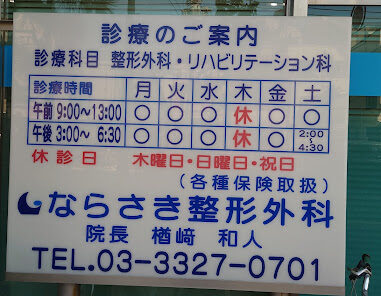 診療のご案内
診療科目 整形外科・リハビリテーション科
診療時間 月 火 水 木 金 土
午前 9:00〜13:00 ○ ○ ○ 休 ○ ○
午後 3:00〜 6:30 ○ ○ ○ 休 ○ 2:00〜4:30
休診日 木曜日・日曜日・祝日
(各種保険取扱)
ならさき整形外科
院長 楢﨑 和人
TEL.03-3327-0701